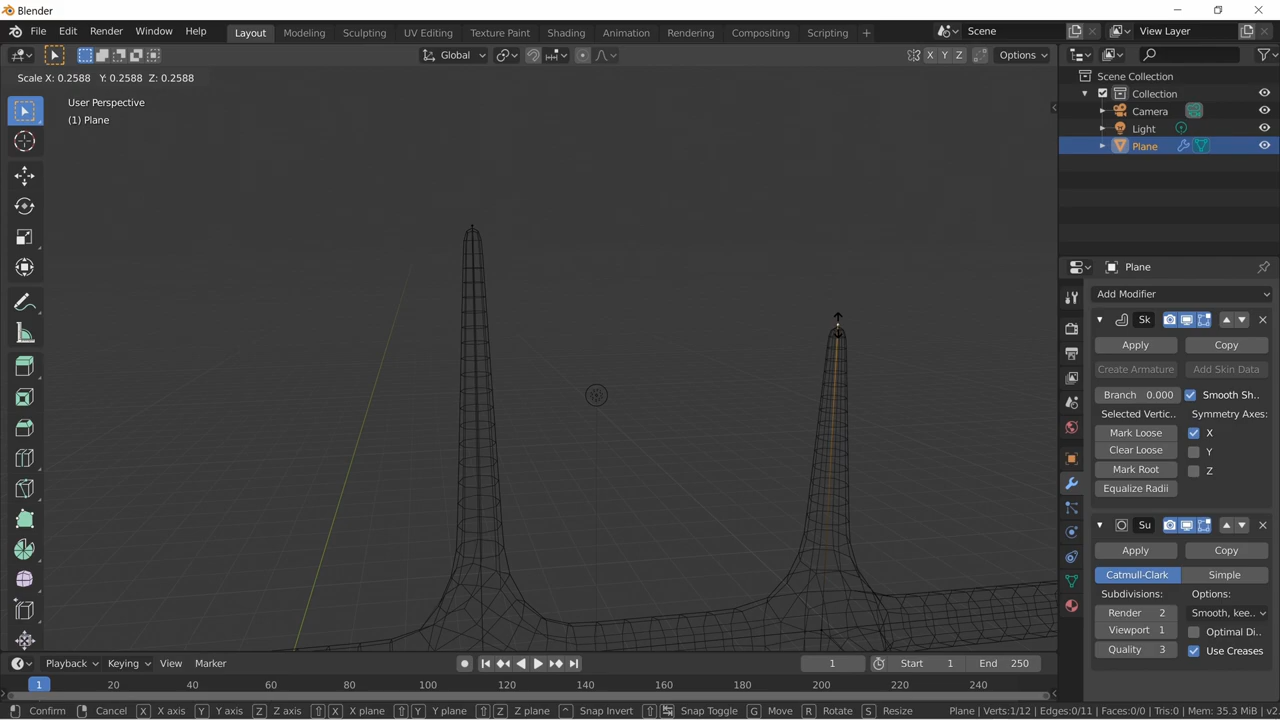 Blender
File Edit Render Window Help Layout Modeling Sculpting UV Editing Texture Paint Shading Animation Rendering Compositing Scripting + Scene View Layer
Global X Y Z Options
Scale X: 0.2588 Y: 0.2588 Z: 0.2588
User Perspective
(1) Plane
Scene Collection
Collection
Camera
Light
Plane
Plane
Add Modifier
Sk
Apply Copy
Create Armature Add Skin Data
Branch 0.000 Smooth Sh..
Selected Vertic.. Symmetry Axes:
Mark Loose X
Clear Loose Y
Mark Root Z
Equalize Radii
Su
Apply Copy
Catmull-Clark Simple
Subdivisions: Options:
Render 2 Smooth, kee..
Viewport 1 Optimal Di..
Quality 3 Use Creases
Playback Keying View Marker 1 Start 1 End 250
1 20 40 60 80 100 120 140 160 180 200 220 240
Confirm Cancel X X axis Y Y axis Z Z axis X X plane Y Y plane Z Z plane Snap Invert Snap Toggle G Move R Rotate S Resize Plane | Verts:1/12 | Edges:0/11 | Faces:0/0 | Tris:0 | Mem: 35.3 MiB | v2.